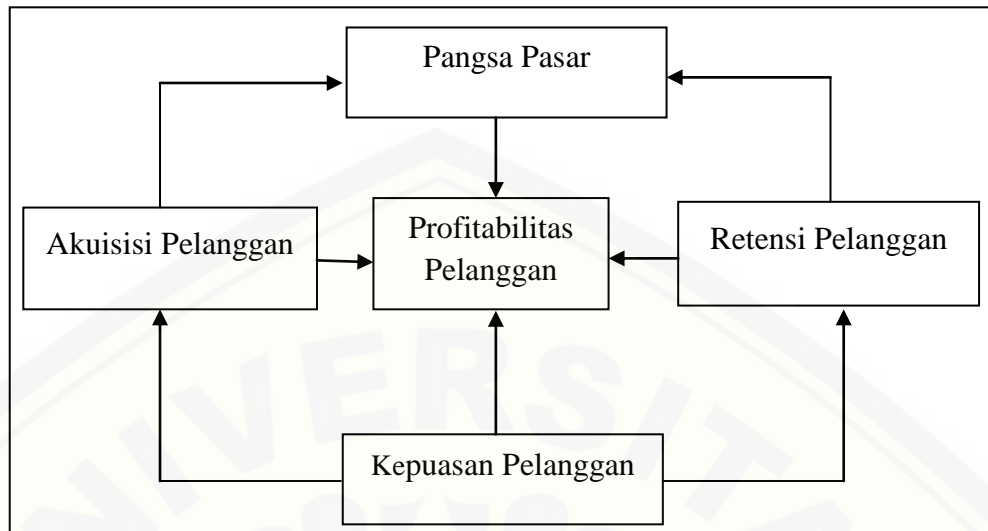 Pangsa Pasar
Akuisisi Pelanggan
Profitabilitas
Pelanggan
Retensi Pelanggan
Kepuasan Pelanggan